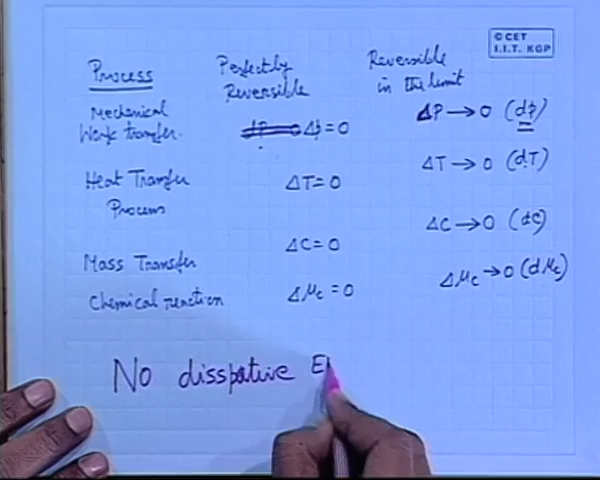 © CET
I.I.T. KGP
Process Perfectly Reversible Reversible in the limit
Mechanical Work transfer. Δp = 0 ΔP → 0 (dp)
Heat Transfer Process ΔT = 0 ΔT → 0 (dT)
Mass Transfer ΔC = 0 ΔC → 0 (dC)
Chemical reaction Δμc = 0 Δμc → 0 (dμc)
No disspative